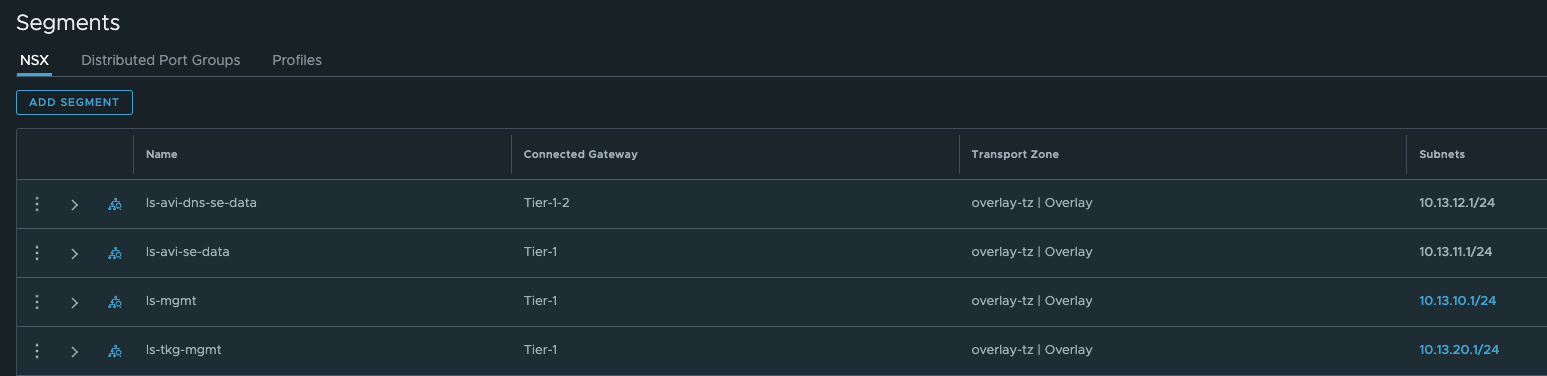 Segments
NSX Distributed Port Groups Profiles
ADD SEGMENT
Name Connected Gateway Transport Zone Subnets
ls-avi-dns-se-data Tier-1-2 overlay-tz | Overlay 10.13.12.1/24
ls-avi-se-data Tier-1 overlay-tz | Overlay 10.13.11.1/24
ls-mgmt Tier-1 overlay-tz | Overlay 10.13.10.1/24
ls-tkg-mgmt Tier-1 overlay-tz | Overlay 10.13.20.1/24